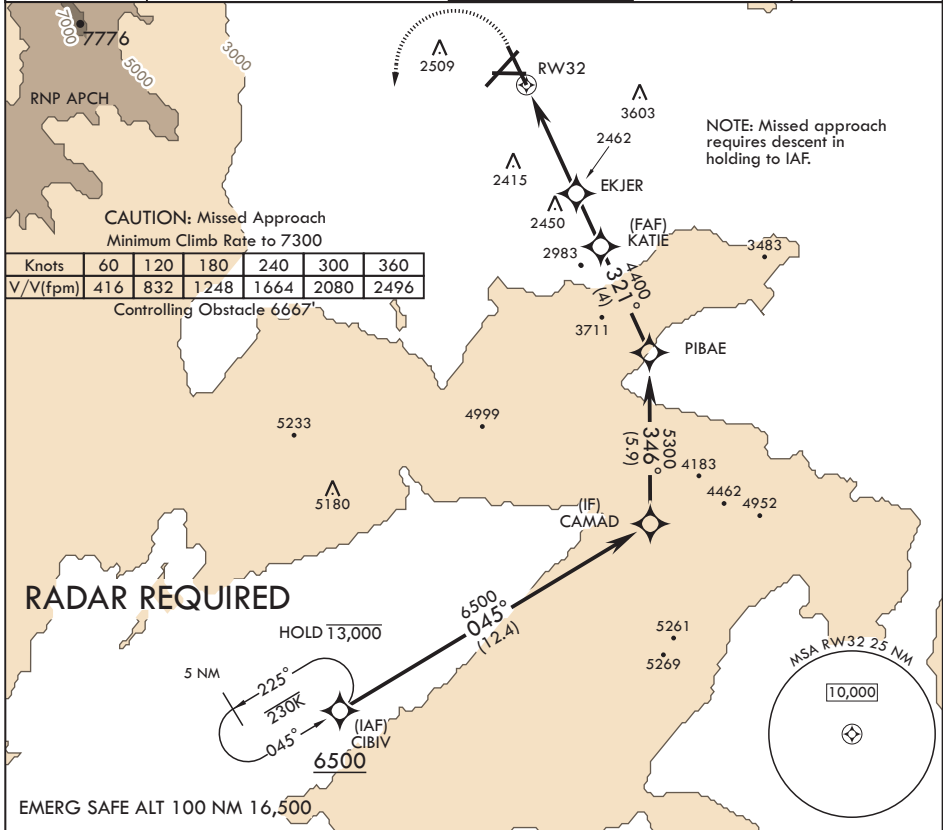 7000
7776
5000
3000
RNP APCH
2509
RW32
3603
NOTE: Missed approach
requires descent in
holding to IAF.
2462
2415
EKJER
2450
(FAF)
KATIE
2983
3483
CAUTION: Missed Approach
Minimum Climb Rate to 7300
Knots 60 120 180 240 300 360
V/V(fpm) 416 832 1248 1664 2080 2496
Controlling Obstacle 6667'
4400
321°
(4)
3711
PIBAE
5233
4999
5300
346°
(5.9)
4183
4462
4952
5180
(IF)
CAMAD
RADAR REQUIRED
6500
045°
(12.4)
HOLD 13,000
5261
5269
MSA RW32 25 NM
10,000
5 NM
225°
230K
045°
(IAF)
CIBIV
6500
EMERG SAFE ALT 100 NM 16,500